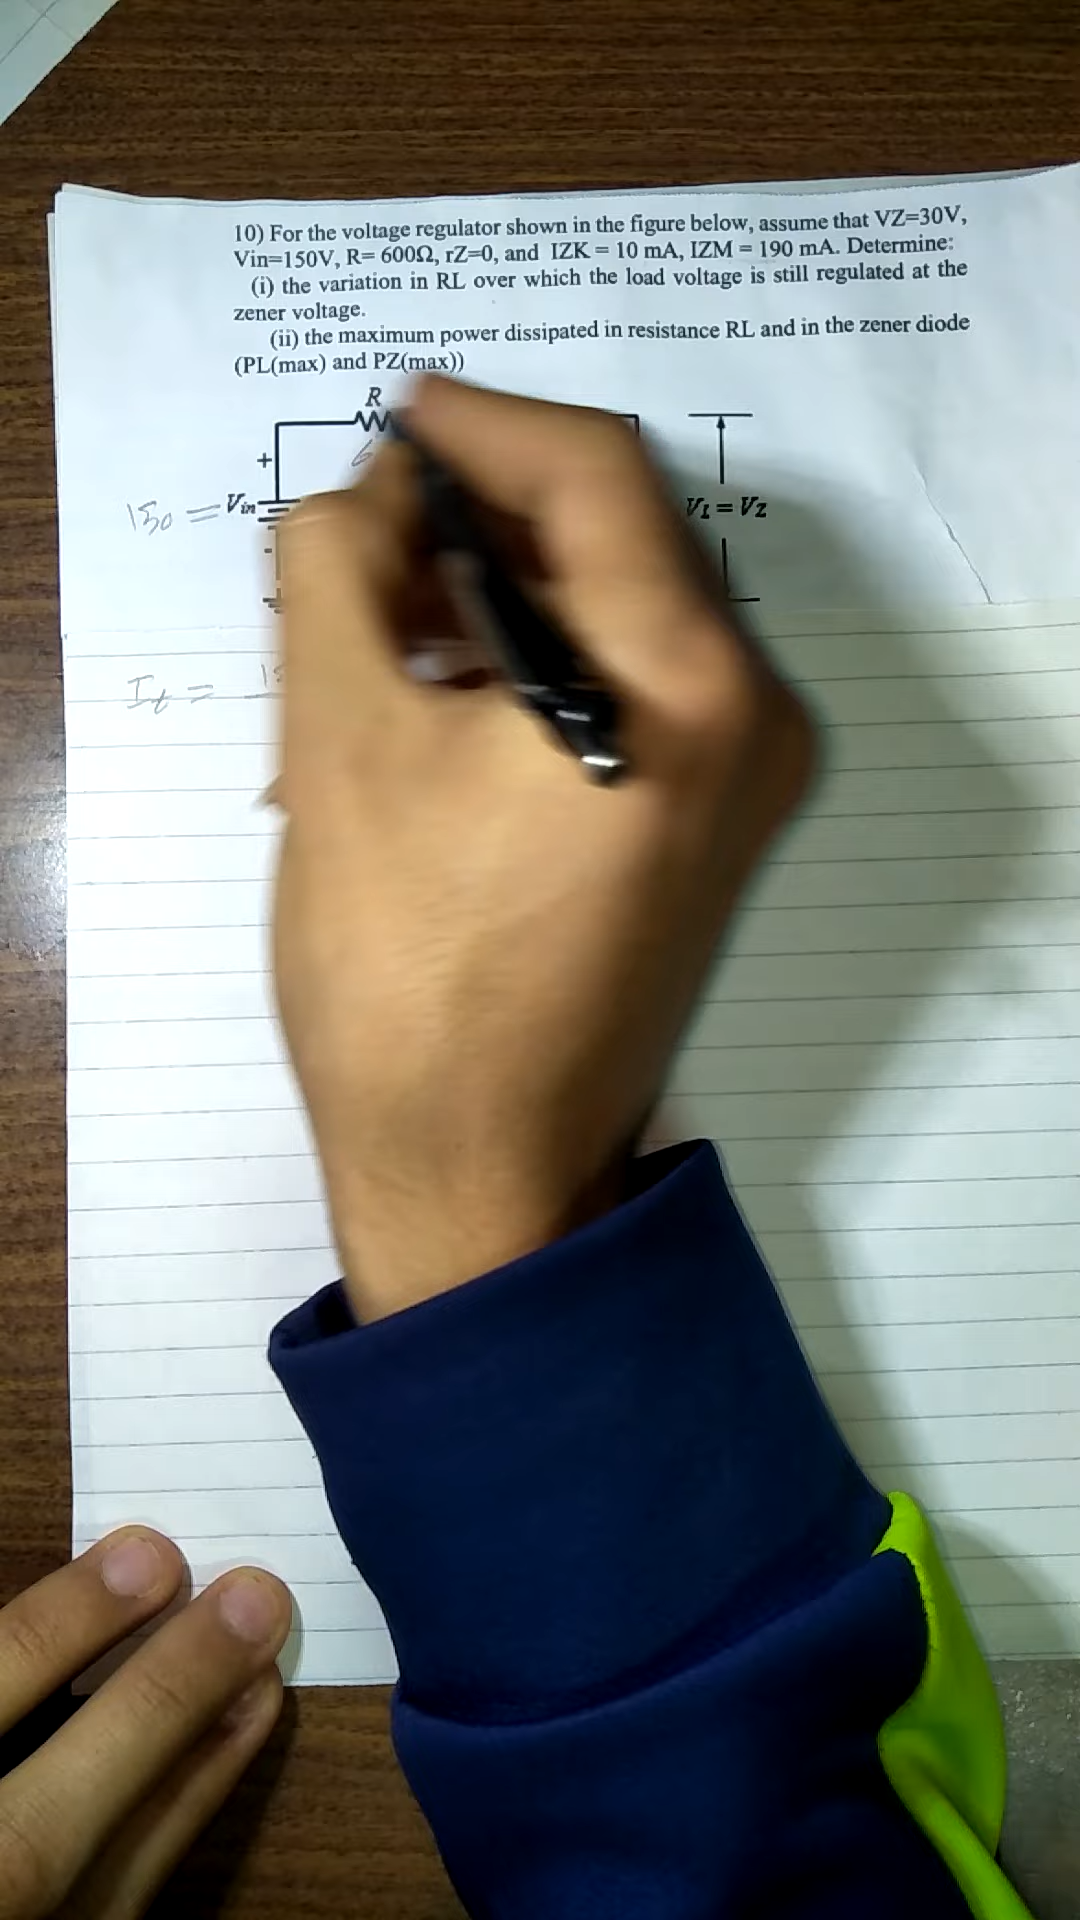 10) For the voltage regulator shown in the figure below, assume that VZ=30V,
Vin=150V, R= 600Ω, rZ=0, and IZK = 10 mA, IZM = 190 mA. Determine:
(i) the variation in RL over which the load voltage is still regulated at the
zener voltage.
(ii) the maximum power dissipated in resistance RL and in the zener diode
(PL(max) and PZ(max))
R
6
+
150 = Vin
-
VL = VZ
It =